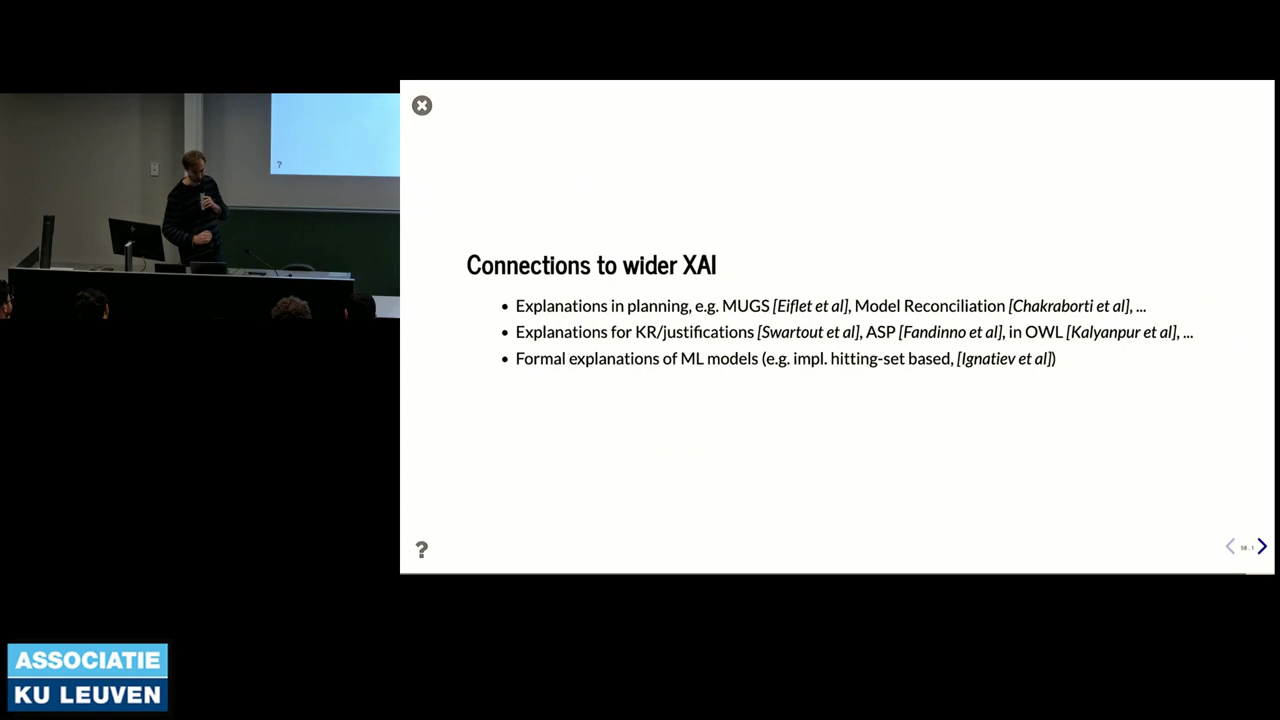 ?
Connections to wider XAI
• Explanations in planning, e.g. MUGS [Eiflet et al], Model Reconciliation [Chakraborti et al], ...
• Explanations for KR/justifications [Swartout et al], ASP [Fandinno et al], in OWL [Kalyanpur et al], ...
• Formal explanations of ML models (e.g. impl. hitting-set based, [Ignatiev et al])
?
58.1
ASSOCIATIE
KU LEUVEN